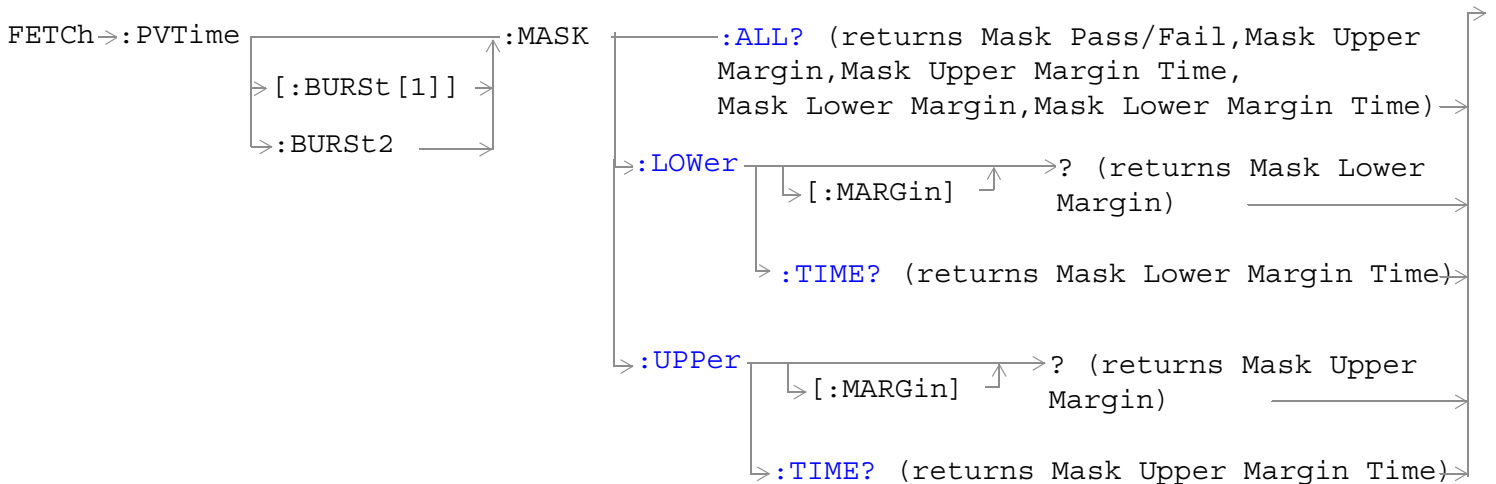 FETCh :PVTime :MASK :ALL? (returns Mask Pass/Fail,Mask Upper
Margin,Mask Upper Margin Time,
Mask Lower Margin,Mask Lower Margin Time)
[:BURSt[1]]
:BURSt2
:LOWer ? (returns Mask Lower
Margin)
[:MARGin]
:TIME? (returns Mask Lower Margin Time)
:UPPer ? (returns Mask Upper
Margin)
[:MARGin]
:TIME? (returns Mask Upper Margin Time)